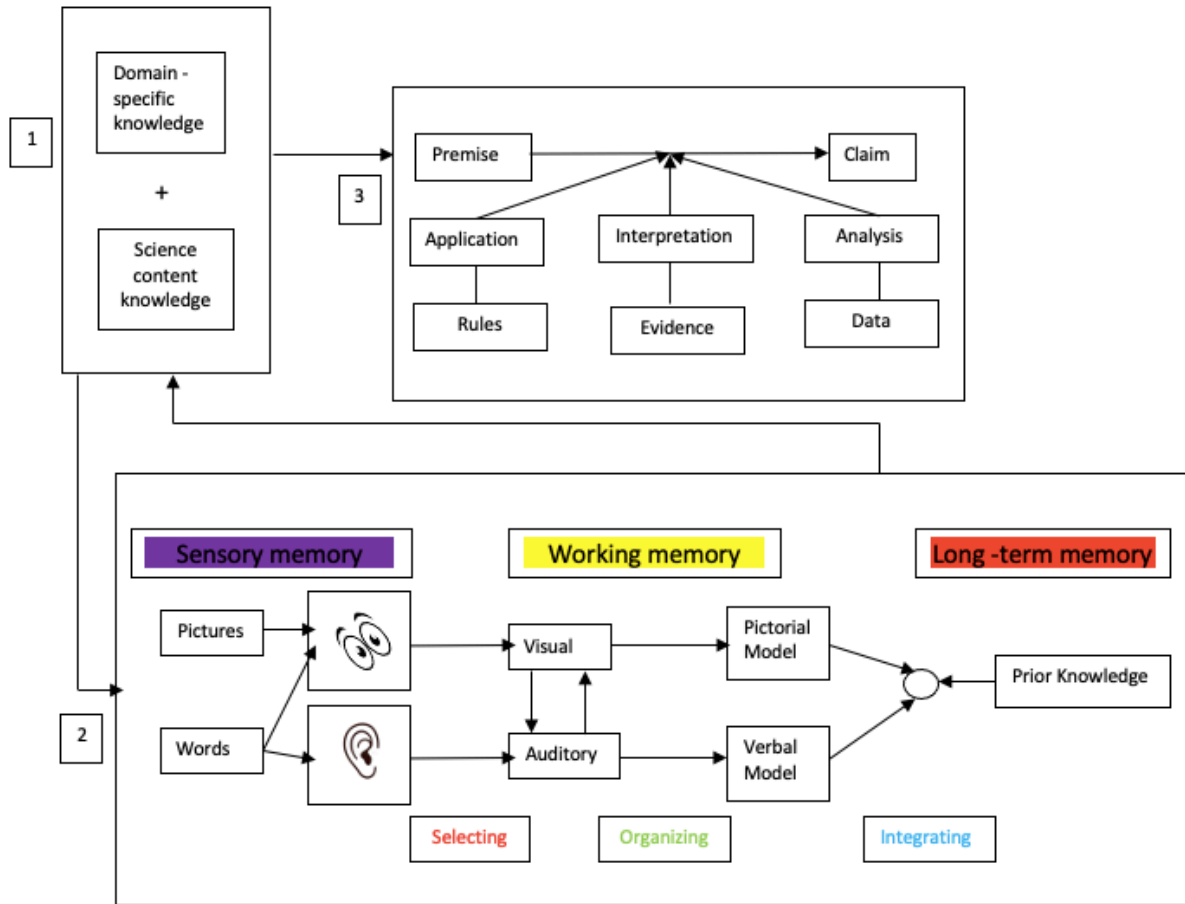 1
Domain -
specific
knowledge
+
Science
content
knowledge
3
Premise
Claim
Application
Interpretation
Analysis
Rules
Evidence
Data
2
Sensory memory
Working memory
Long -term memory
Pictures
Visual
Pictorial
Model
Prior Knowledge
Words
Auditory
Verbal
Model
Selecting
Organizing
Integrating